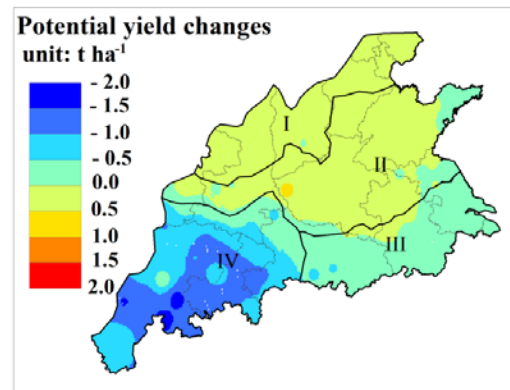 Potential yield changes
unit: t ha⁻¹
- 2.0
- 1.5
- 1.0
- 0.5
0.0
0.5
1.0
1.5
2.0
I
II
III
IV